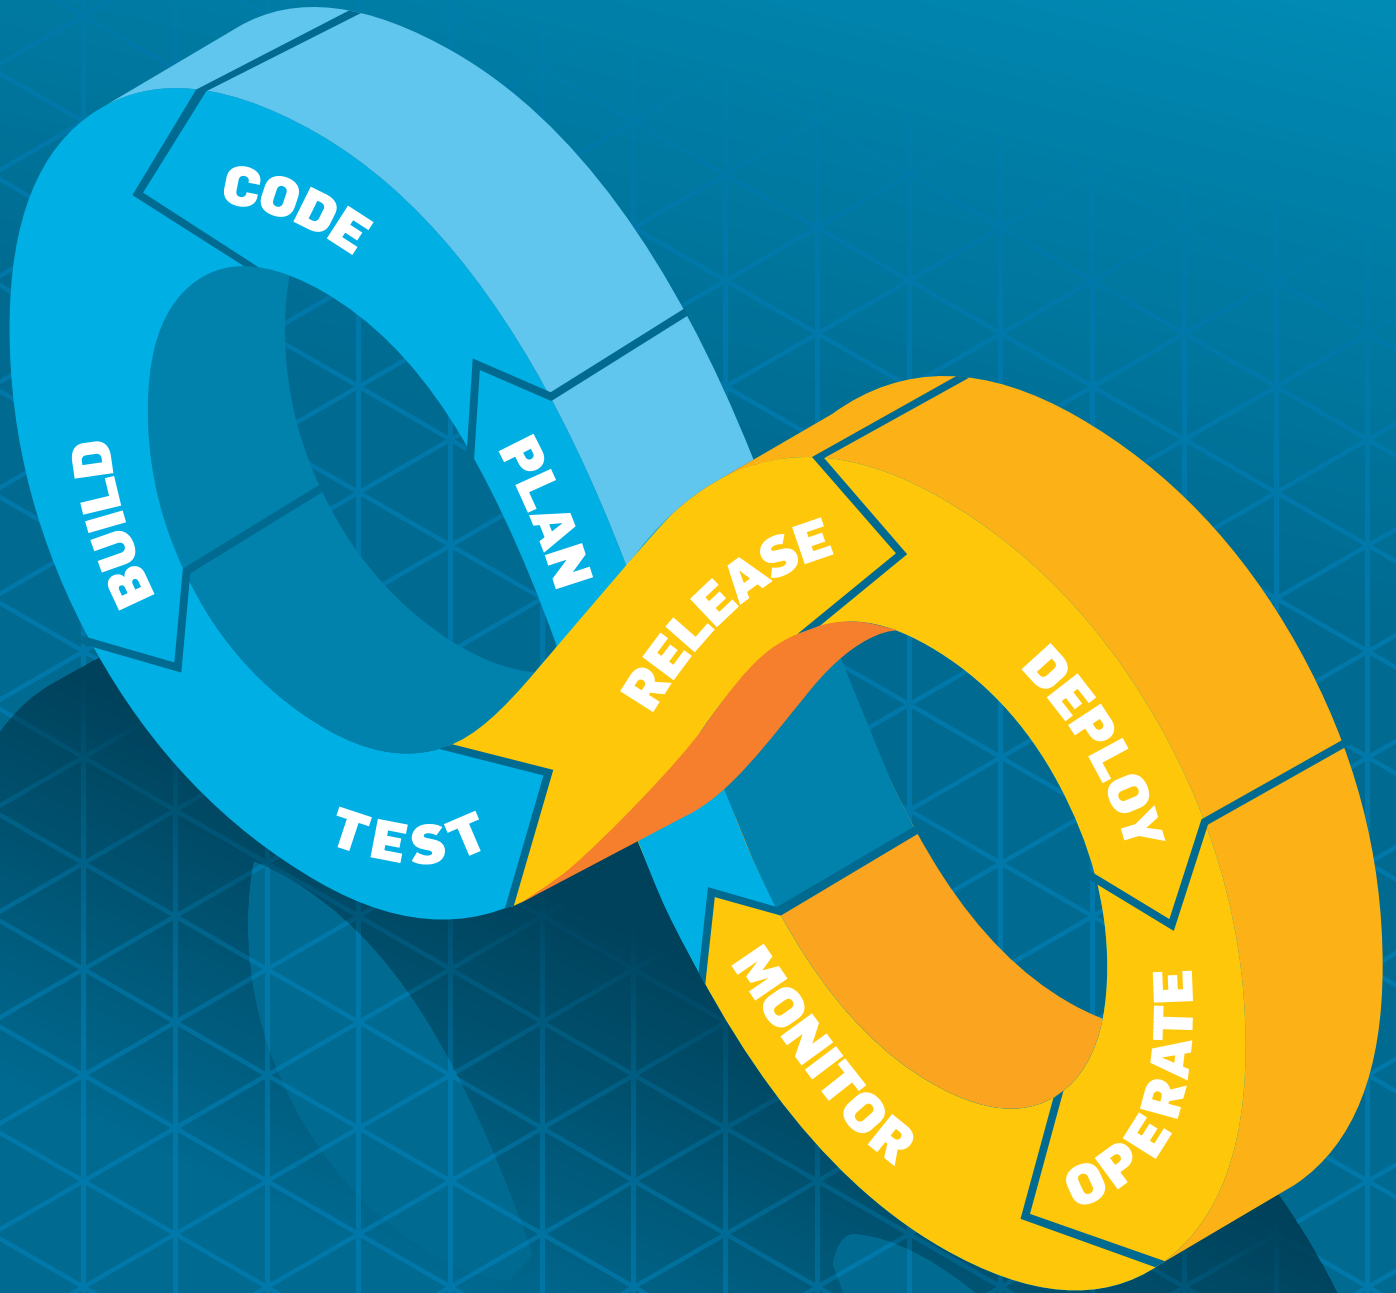 CODE
PLAN
BUILD
TEST
RELEASE
DEPLOY
OPERATE
MONITOR